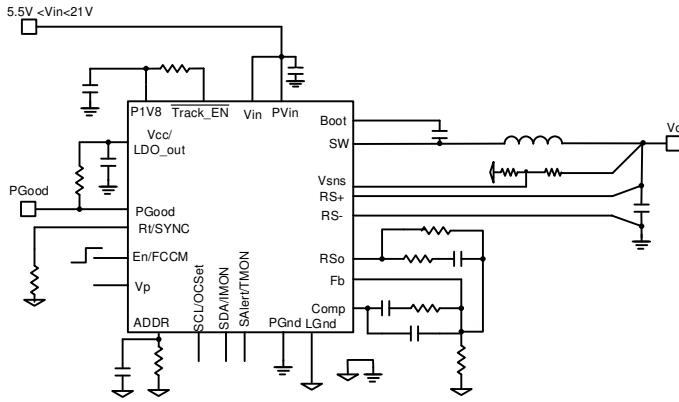 5.5V <Vin<21V
P1V8
Track_EN
Vin
PVin
Boot
Vcc/
LDO_out
SW
Vo
Vsns
PGood
RS+
PGood
RS-
Rt/SYNC
En/FCCM
RSo
Fb
Vp
Comp
ADDR
SCL/OCSet
SDA/IMON
SAlert/TMON
PGnd
LGnd